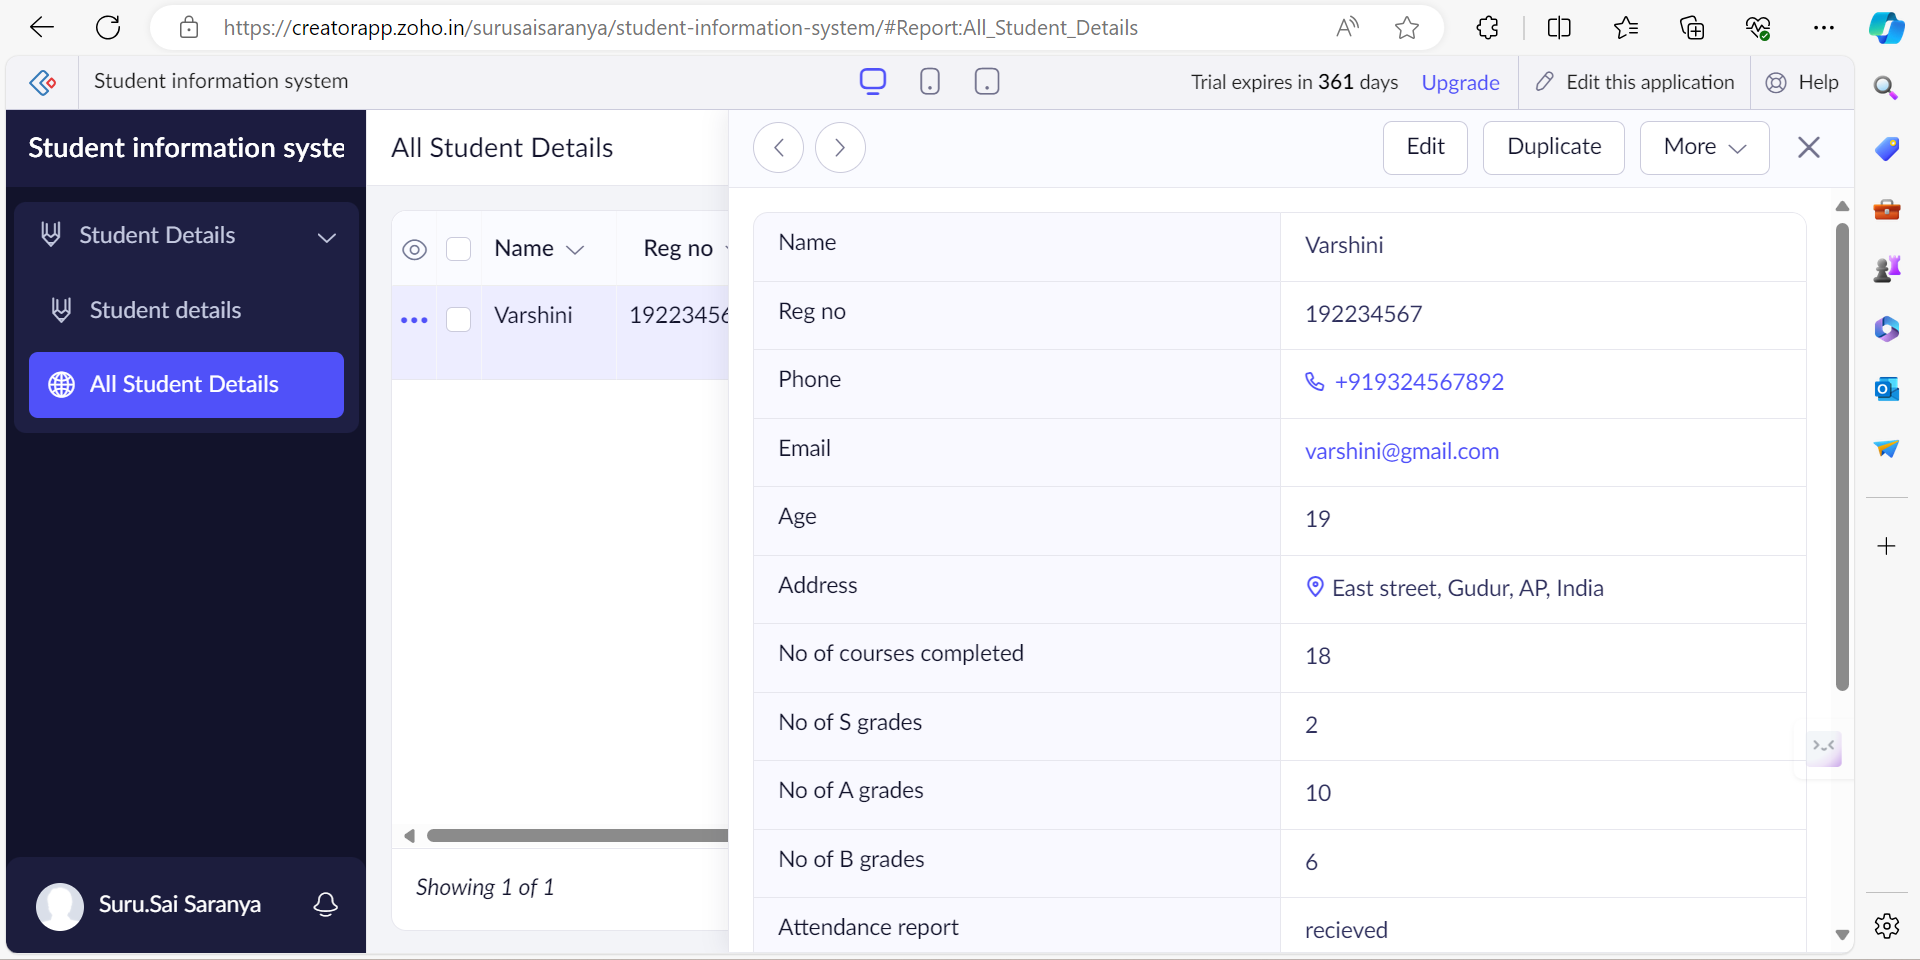 https://creatorapp.zoho.in/surusaisaranya/student-information-system/#Report:All_Student_Details
Student information system
Trial expires in 361 days
Upgrade
Edit this application
Help
Student information syste
Student Details
Student details
All Student Details
Suru.Sai Saranya
All Student Details
Name
Reg no
Varshini
19223456
Showing 1 of 1
Edit
Duplicate
More
Name Varshini
Reg no 192234567
Phone +919324567892
Email varshini@gmail.com
Age 19
Address East street, Gudur, AP, India
No of courses completed 18
No of S grades 2
No of A grades 10
No of B grades 6
Attendance report recieved